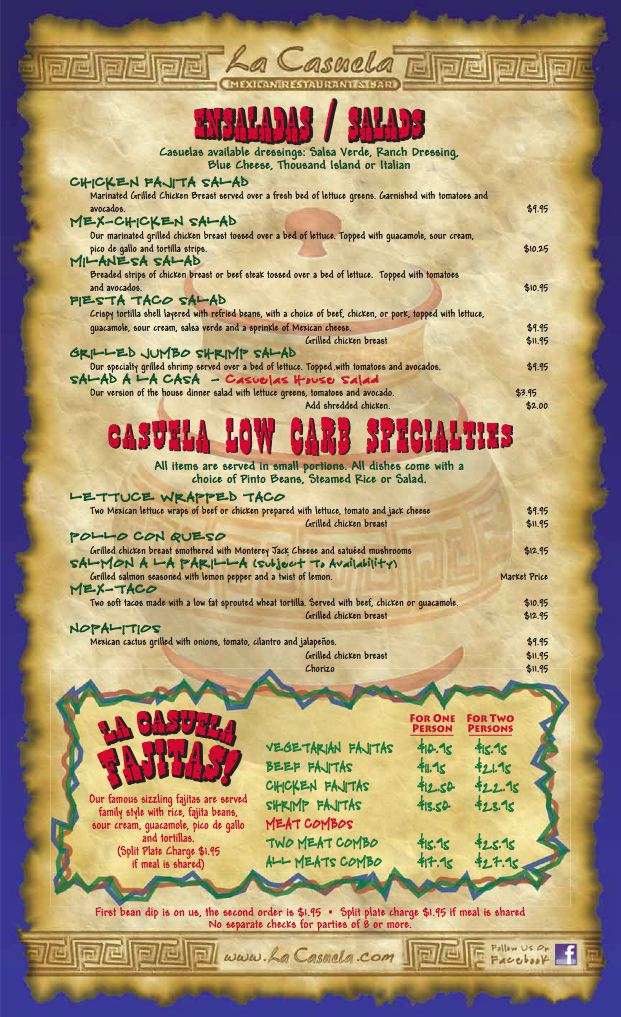 La Casuela
MEXICAN RESTAURANT & BAR
ENSALADAS / SALADS
Casuelas available dressings: Salsa Verde, Ranch Dressing,
Blue Cheese, Thousand Island or Italian
CHICKEN FAJITA SALAD
Marinated Grilled Chicken Breast served over a fresh bed of lettuce greens. Garnished with tomatoes and
avocados. $9.95
MEX-CHICKEN SALAD
Our marinated grilled chicken breast tossed over a bed of lettuce. Topped with guacamole, sour cream,
pico de gallo and tortilla strips. $10.25
MILANESA SALAD
Breaded strips of chicken breast or beef steak tossed over a bed of lettuce. Topped with tomatoes
and avocados. $10.95
FIESTA TACO SALAD
Crispy tortilla shell layered with refried beans, with a choice of beef, chicken, or pork, topped with lettuce,
guacamole, sour cream, salsa verde and a sprinkle of Mexican cheese. $9.95
Grilled chicken breast $11.95
GRILLED JUMBO SHRIMP SALAD
Our specialty grilled shrimp served over a bed of lettuce. Topped with tomatoes and avocados. $9.95
SALAD A LA CASA - Casuelas House Salad
Our version of the house dinner salad with lettuce greens, tomatoes and avocado. $3.95
Add shredded chicken. $2.00
CASUELA LOW CARB SPECIALTIES
All items are served in small portions. All dishes come with a
choice of Pinto Beans, Steamed Rice or Salad.
LETTUCE WRAPPED TACO
Two Mexican lettuce wraps of beef or chicken prepared with lettuce, tomato and jack cheese $9.95
Grilled chicken breast $11.95
POLLO CON QUESO
Grilled chicken breast smothered with Monterey Jack Cheese and satuéed mushrooms $12.95
SALMON A LA PARILLA (Subject To Availability)
Grilled salmon seasoned with lemon pepper and a twist of lemon. Market Price
MEX-TACO
Two soft tacos made with a low fat sprouted wheat tortilla. Served with beef, chicken or guacamole. $10.95
Grilled chicken breast $12.95
NOPALITIOS
Mexican cactus grilled with onions, tomato, cilantro and jalapeños. $9.95
Grilled chicken breast $11.95
Chorizo $11.95
LA CASUELA
FAJITAS!
Our famous sizzling fajitas are served
family style with rice, fajita beans,
sour cream, guacamole, pico de gallo
and tortillas.
(Split Plate Charge $1.95
if meal is shared)
FOR ONE PERSON FOR TWO PERSONS
VEGETARIAN FAJITAS $10.95 $15.95
BEEF FAJITAS $11.95 $21.95
CHICKEN FAJITAS $12.50 $22.95
SHRIMP FAJITAS $13.50 $23.95
MEAT COMBOS
TWO MEAT COMBO $15.95 $25.95
ALL MEATS COMBO $17.95 $27.95
First bean dip is on us, the second order is $1.95 • Split plate charge $1.95 if meal is shared
No separate checks for parties of 8 or more.
www.LaCasuela.com
Follow Us On
Facebook f